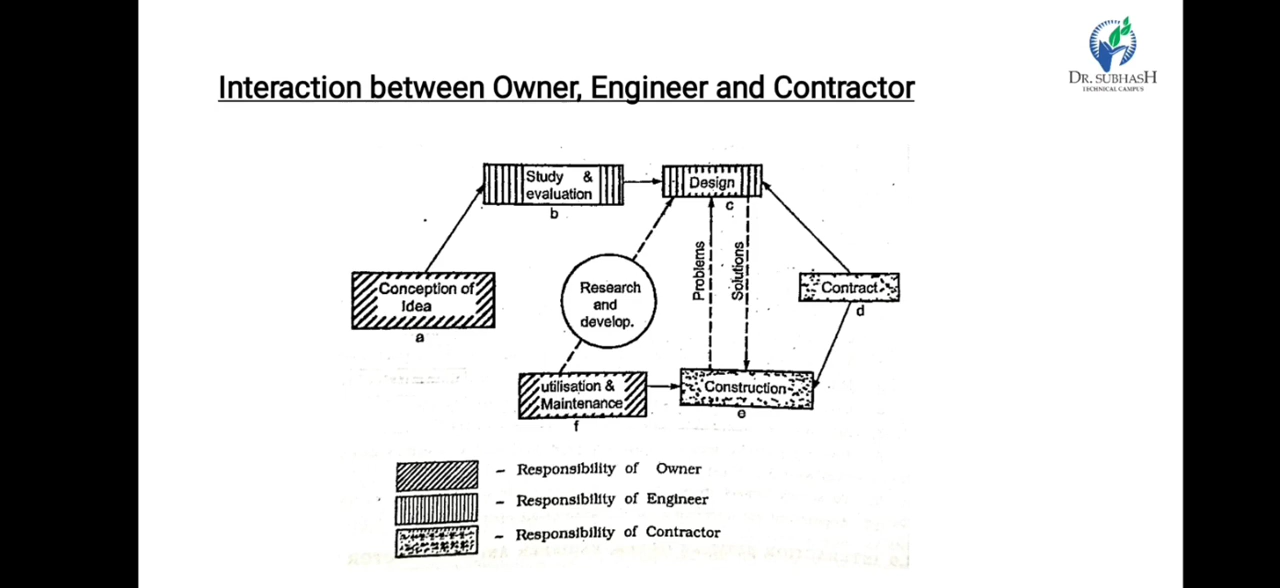 DR. SUBHASH
TECHNICAL CAMPUS
Interaction between Owner, Engineer and Contractor
Study &
evaluation
b
Design
c
Conception of
Idea
a
Research
and
develop.
Problems
Solutions
Contract
d
utilisation &
Maintenance
f
Construction
e
– Responsibility of Owner
– Responsibility of Engineer
– Responsibility of Contractor